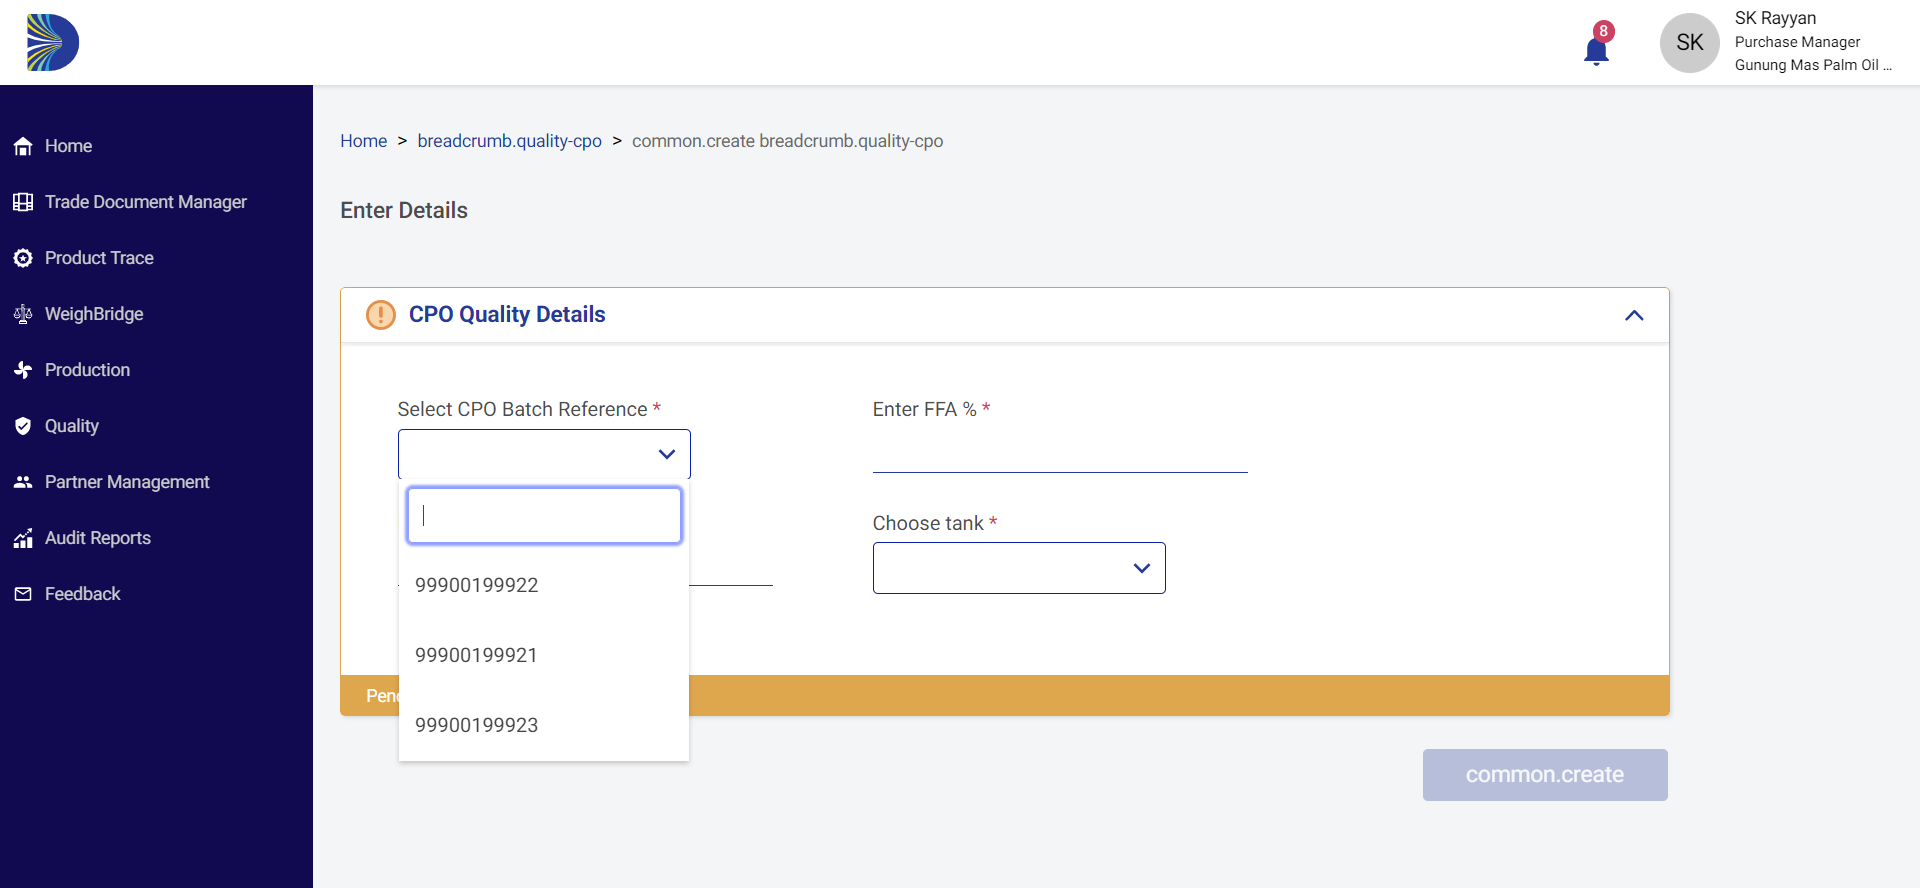 8
SK
SK Rayyan
Purchase Manager
Gunung Mas Palm Oil ...
Home
Trade Document Manager
Product Trace
WeighBridge
Production
Quality
Partner Management
Audit Reports
Feedback
Home > breadcrumb.quality-cpo > common.create breadcrumb.quality-cpo
Enter Details
CPO Quality Details
Select CPO Batch Reference *
Enter FFA % *
Choose tank *
99900199922
99900199921
99900199923
common.create